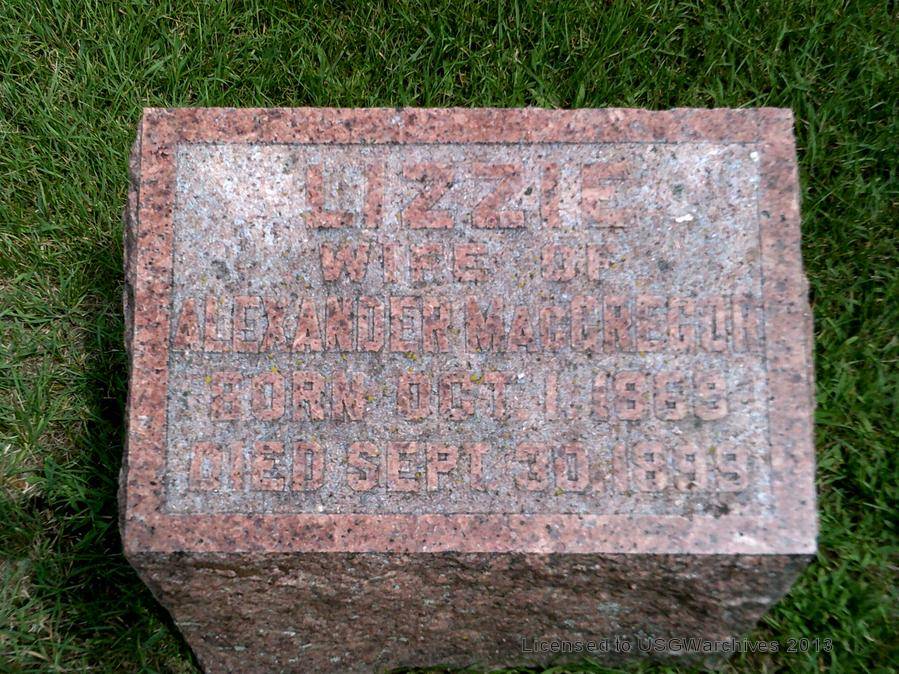 LIZZIE
WIFE OF
ALEXANDER MACGREGOR
BORN OCT. 1. 1869
DIED SEPT. 30. 1899
Licensed to USGWarchives 2013